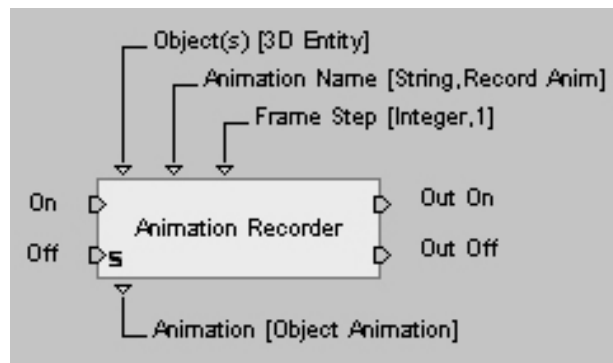 Object(s) [3D Entity]
Animation Name [String,Record Anim]
Frame Step [Integer,1]
On
Out On
Animation Recorder
Off
S
Out Off
Animation [Object Animation]